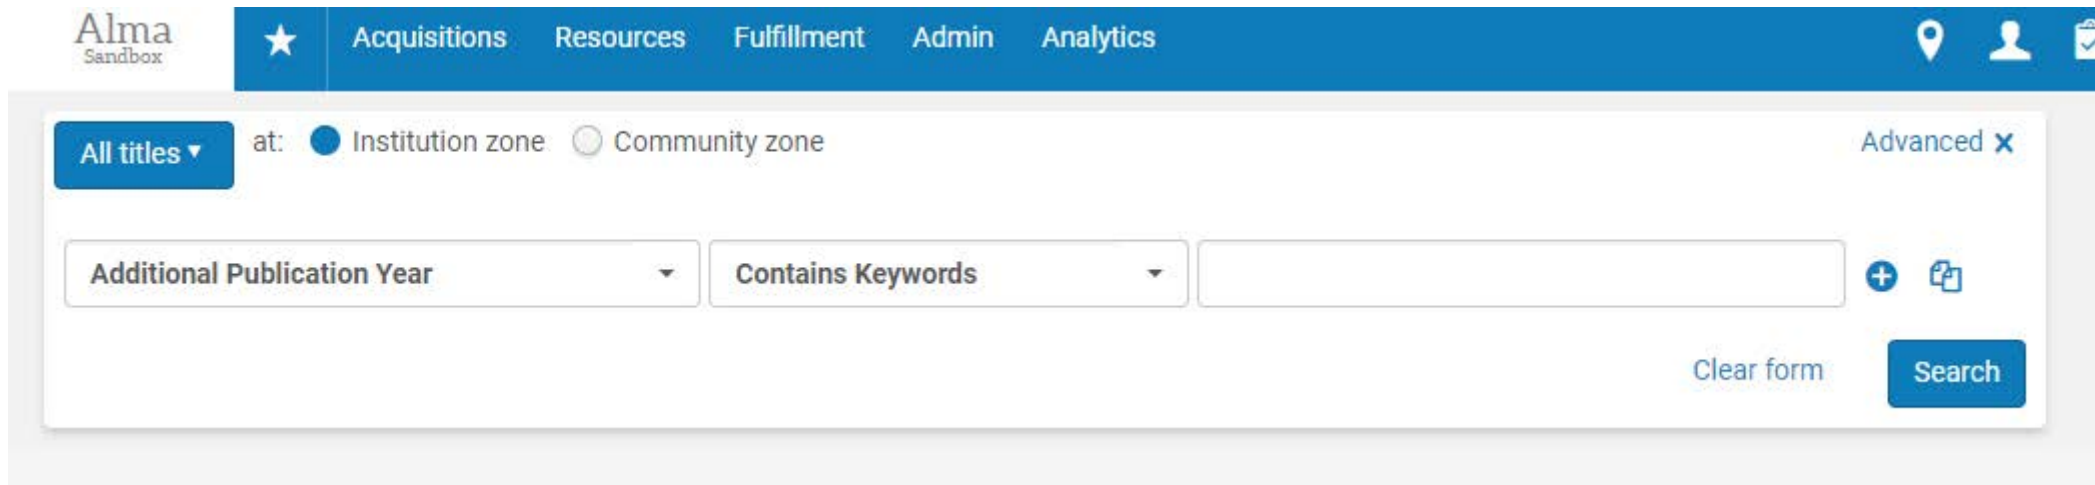 Alma
Sandbox
Acquisitions Resources Fulfillment Admin Analytics
All titles at: Institution zone Community zone Advanced
Additional Publication Year Contains Keywords
Clear form Search